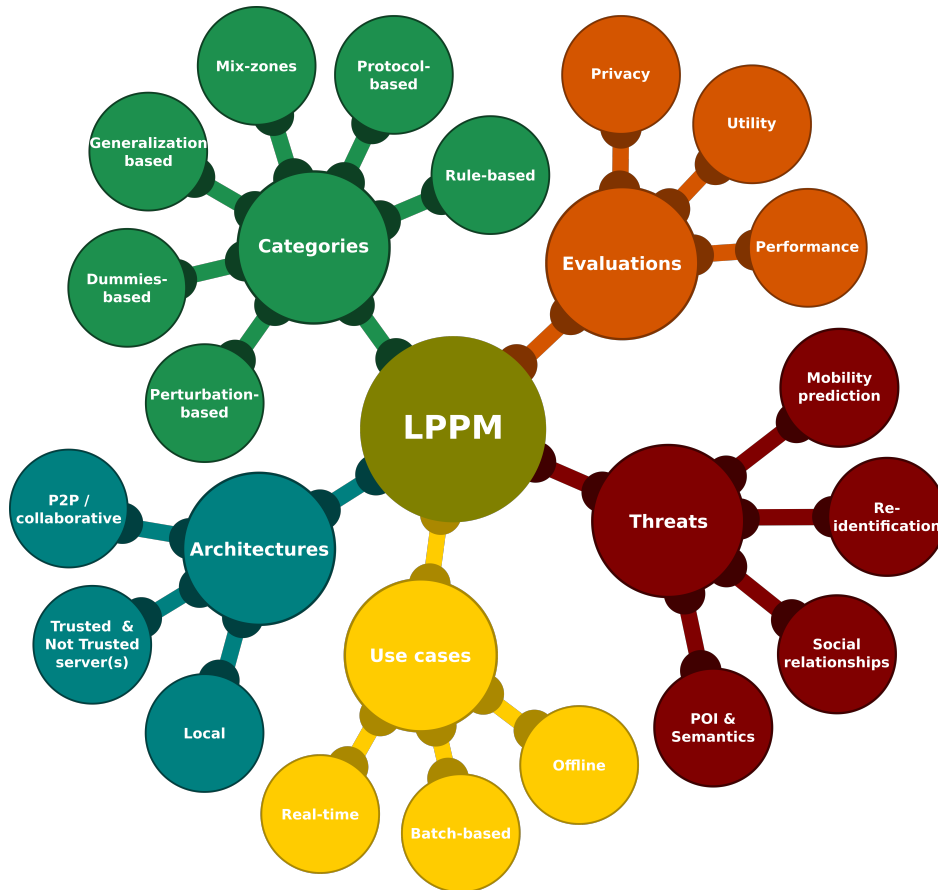 Mix-zones
Protocol-
based
Privacy
Utility
Generalization
based
Rule-based
Categories
Evaluations
Performance
Dummies-
based
Perturbation-
based
LPPM
Mobility
prediction
P2P /
collaborative
Architectures
Threats
Re-
identification
Trusted  &
Not Trusted
server(s)
Use cases
Social
relationships
Local
POI &
Semantics
Offline
Real-time
Batch-based